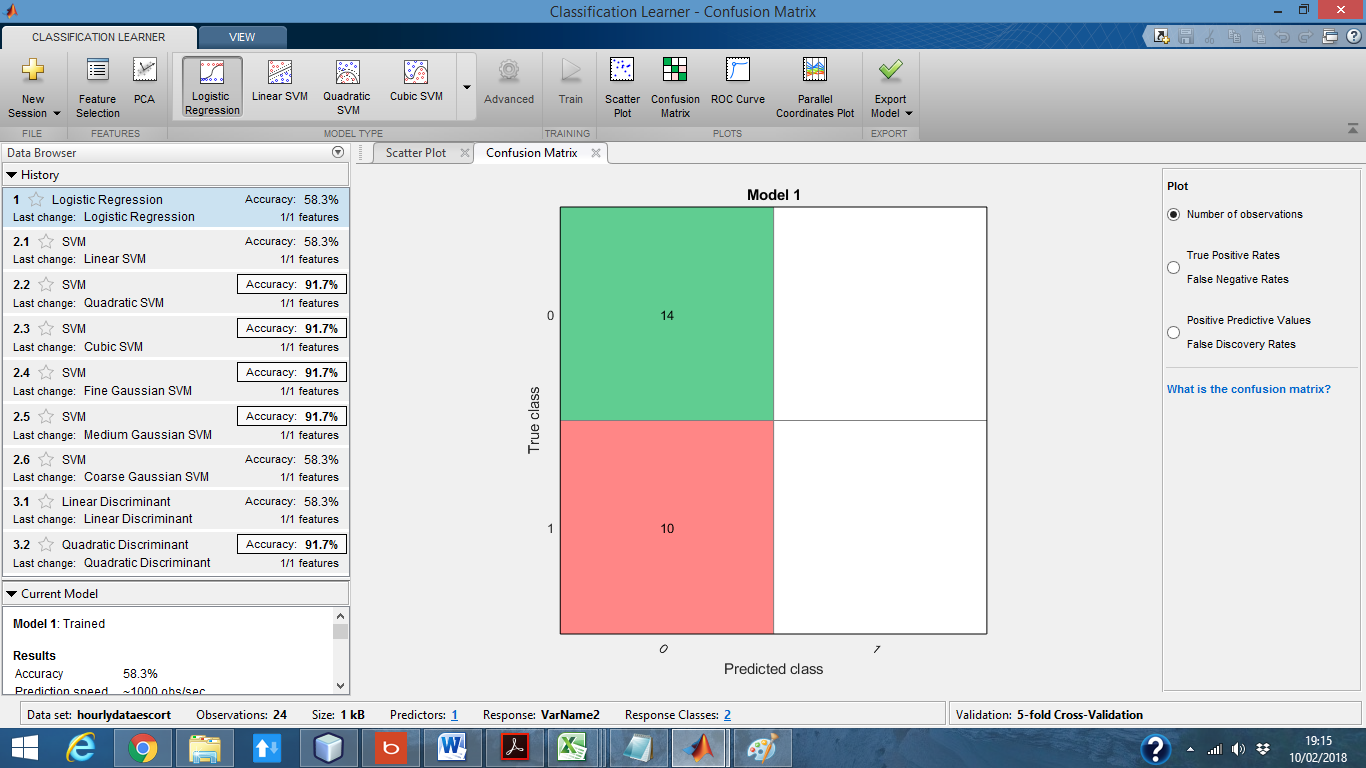 Classification Learner - Confusion Matrix
CLASSIFICATION LEARNER
VIEW
New Session
Feature Selection
PCA
Logistic Regression
Linear SVM
Quadratic SVM
Cubic SVM
Advanced
Train
Scatter Plot
Confusion Matrix
ROC Curve
Parallel Coordinates Plot
Export Model
FILE
FEATURES
MODEL TYPE
TRAINING
PLOTS
EXPORT
Data Browser
Scatter Plot
Confusion Matrix
History
1 Logistic Regression Accuracy: 58.3%
Last change: Logistic Regression 1/1 features
2.1 SVM Accuracy: 58.3%
Last change: Linear SVM 1/1 features
2.2 SVM Accuracy: 91.7%
Last change: Quadratic SVM 1/1 features
2.3 SVM Accuracy: 91.7%
Last change: Cubic SVM 1/1 features
2.4 SVM Accuracy: 91.7%
Last change: Fine Gaussian SVM 1/1 features
2.5 SVM Accuracy: 91.7%
Last change: Medium Gaussian SVM 1/1 features
2.6 SVM Accuracy: 58.3%
Last change: Coarse Gaussian SVM 1/1 features
3.1 Linear Discriminant Accuracy: 58.3%
Last change: Linear Discriminant 1/1 features
3.2 Quadratic Discriminant Accuracy: 91.7%
Last change: Quadratic Discriminant 1/1 features
Current Model
Model 1: Trained
Results
Accuracy 58.3%
Prediction speed ~1000 obs/sec
Model 1
True class
0
14
1
10
0 1
Predicted class
Plot
Number of observations
True Positive Rates
False Negative Rates
Positive Predictive Values
False Discovery Rates
What is the confusion matrix?
Data set: hourlydataescort Observations: 24 Size: 1 kB Predictors: 1 Response: VarName2 Response Classes: 2
Validation: 5-fold Cross-Validation
19:15
10/02/2018